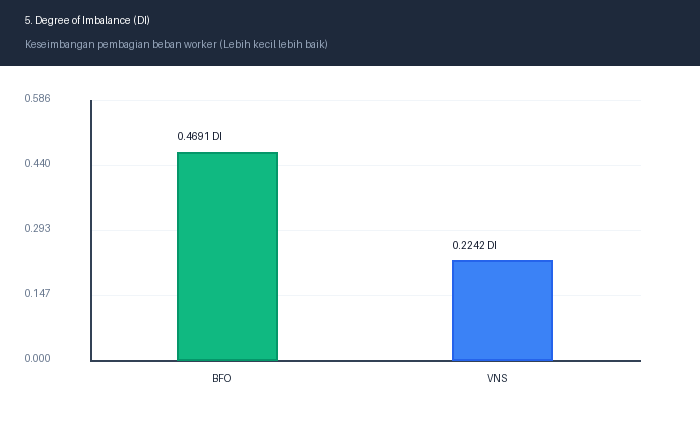 5. Degree of Imbalance (DI)
Keseimbangan pembagian beban worker (Lebih kecil lebih baik)
0.586
0.4691 DI
0.440
0.293
0.2242 DI
0.147
0.000
BFO
VNS